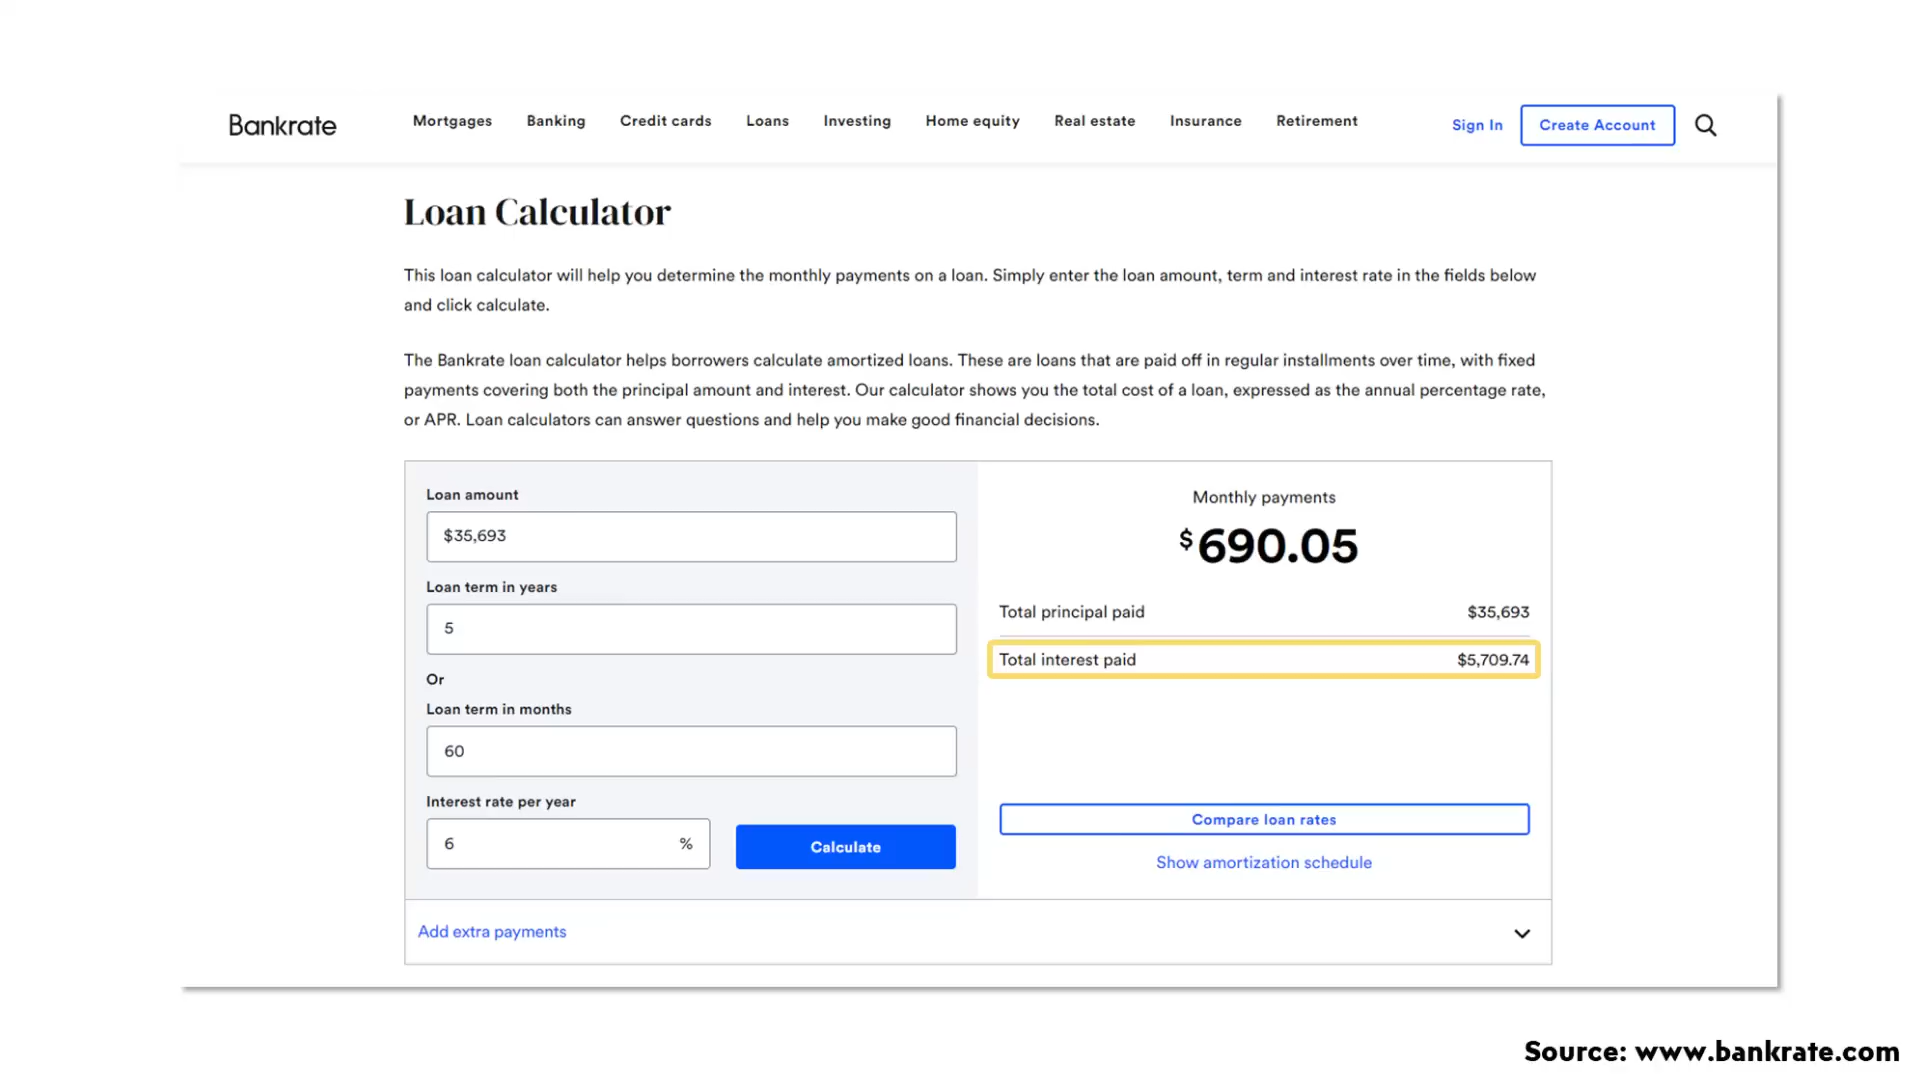 Bankrate
Mortgages Banking Credit cards Loans Investing Home equity Real estate Insurance Retirement
Sign In Create Account
Loan Calculator
This loan calculator will help you determine the monthly payments on a loan. Simply enter the loan amount, term and interest rate in the fields below
and click calculate.
The Bankrate loan calculator helps borrowers calculate amortized loans. These are loans that are paid off in regular installments over time, with fixed
payments covering both the principal amount and interest. Our calculator shows you the total cost of a loan, expressed as the annual percentage rate,
or APR. Loan calculators can answer questions and help you make good financial decisions.
Loan amount
$35,693
Loan term in years
5
Or
Loan term in months
60
Interest rate per year
6 %
Calculate
Monthly payments
$690.05
Total principal paid $35,693
Total interest paid $5,709.74
Compare loan rates
Show amortization schedule
Add extra payments
Source: www.bankrate.com